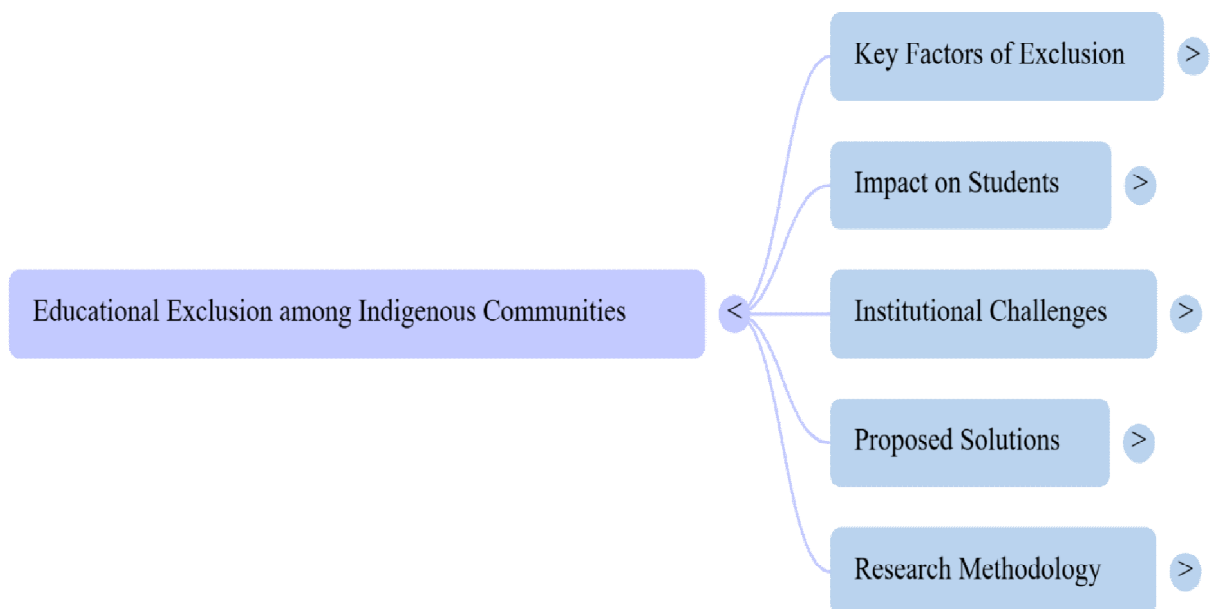 Key Factors of Exclusion >
Impact on Students >
Educational Exclusion among Indigenous Communities <
Institutional Challenges >
Proposed Solutions >
Research Methodology >